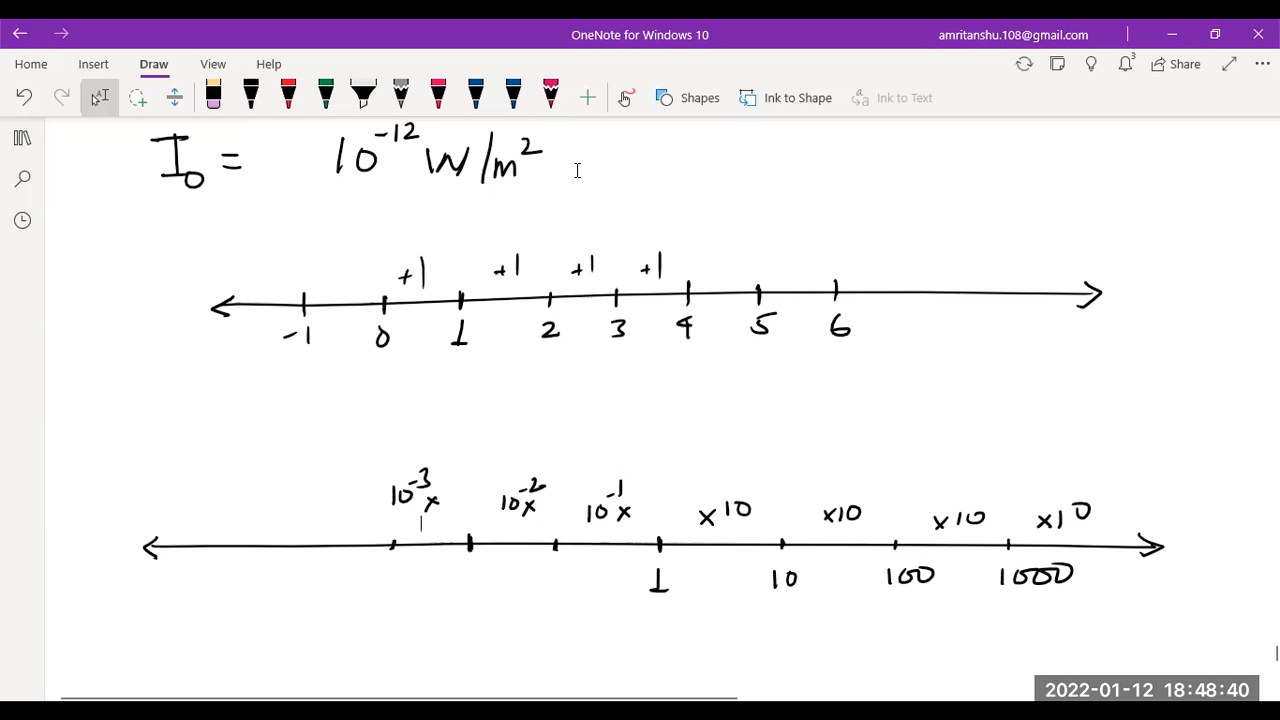 OneNote for Windows 10
amritanshu.108@gmail.com
Home Insert Draw View Help
3
Share
Shapes Ink to Shape Ink to Text
I₀ = 10⁻¹² W/m²
+1 +1 +1 +1
-1 0 1 2 3 4 5 6
10⁻³x 10⁻²x 10⁻¹x x10 x10 x10 x10
1 10 100 1000
2022-01-12 18:48:40